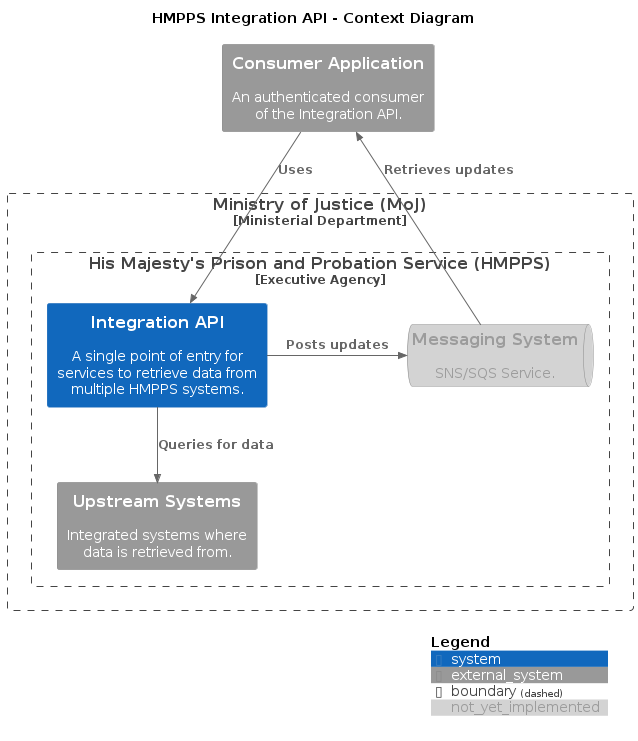 HMPPS Integration API - Context Diagram
Consumer Application
An authenticated consumer
of the Integration API.
Uses
Retrieves updates
Ministry of Justice (MoJ)
[Ministerial Department]
His Majesty's Prison and Probation Service (HMPPS)
[Executive Agency]
Integration API
A single point of entry for
services to retrieve data from
multiple HMPPS systems.
Posts updates
Messaging System
SNS/SQS Service.
Queries for data
Upstream Systems
Integrated systems where
data is retrieved from.
Legend
system
external_system
boundary (dashed)
not_yet_implemented